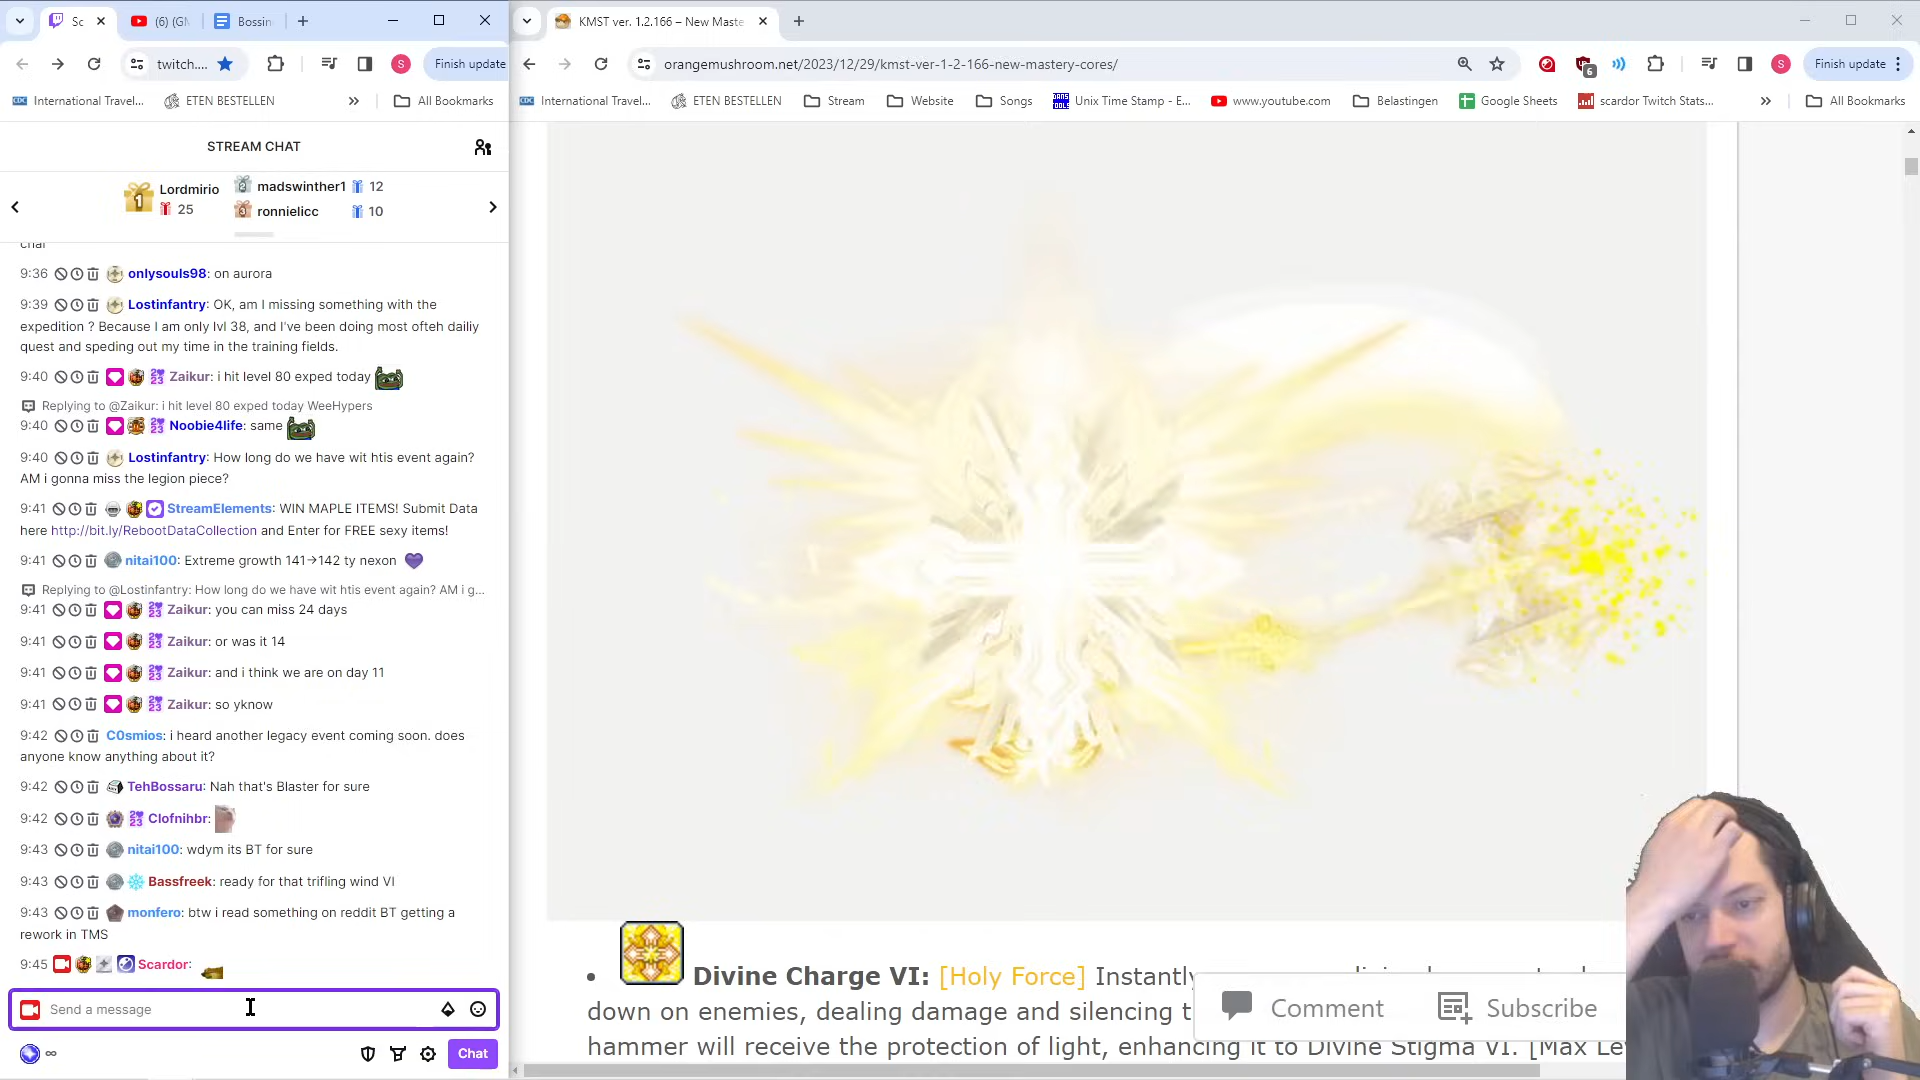 Sc
(6) (GM
Bossin
KMST ver. 1.2.166 – New Maste
twitch....
S
Finish update
orangemushroom.net/2023/12/29/kmst-ver-1-2-166-new-mastery-cores/
6
S
Finish update
International Travel...
ETEN BESTELLEN
All Bookmarks
International Travel...
ETEN BESTELLEN
Stream
Website
Songs
Unix Time Stamp - E...
www.youtube.com
Belastingen
Google Sheets
scardor Twitch Stats...
All Bookmarks
STREAM CHAT
1
Lordmirio
25
2
madswinther1
12
3
ronnielicc
10
char
9:36 onlysouls98: on aurora
9:39 Lostinfantry: OK, am I missing something with the
expedition ? Because I am only lvl 38, and I've been doing most ofteh dailiy
quest and speding out my time in the training fields.
9:40 Zaikur: i hit level 80 exped today
Replying to @Zaikur: i hit level 80 exped today WeeHypers
9:40 Noobie4life: same
9:40 Lostinfantry: How long do we have wit htis event again?
AM i gonna miss the legion piece?
9:41 StreamElements: WIN MAPLE ITEMS! Submit Data
here http://bit.ly/RebootDataCollection and Enter for FREE sexy items!
9:41 nitai100: Extreme growth 141->142 ty nexon
Replying to @Lostinfantry: How long do we have wit htis event again? AM i g...
9:41 Zaikur: you can miss 24 days
9:41 Zaikur: or was it 14
9:41 Zaikur: and i think we are on day 11
9:41 Zaikur: so yknow
9:42 C0smios: i heard another legacy event coming soon. does
anyone know anything about it?
9:42 TehBossaru: Nah that's Blaster for sure
9:42 Clofnihbr:
9:43 nitai100: wdym its BT for sure
9:43 Bassfreek: ready for that trifling wind VI
9:43 monfero: btw i read something on reddit BT getting a
rework in TMS
9:45 Scardor:
Send a message
∞
Chat
• Divine Charge VI: [Holy Force] Instantly
down on enemies, dealing damage and silencing t
hammer will receive the protection of light, enhancing it to Divine Stigma VI. [Max Le
Comment
Subscribe